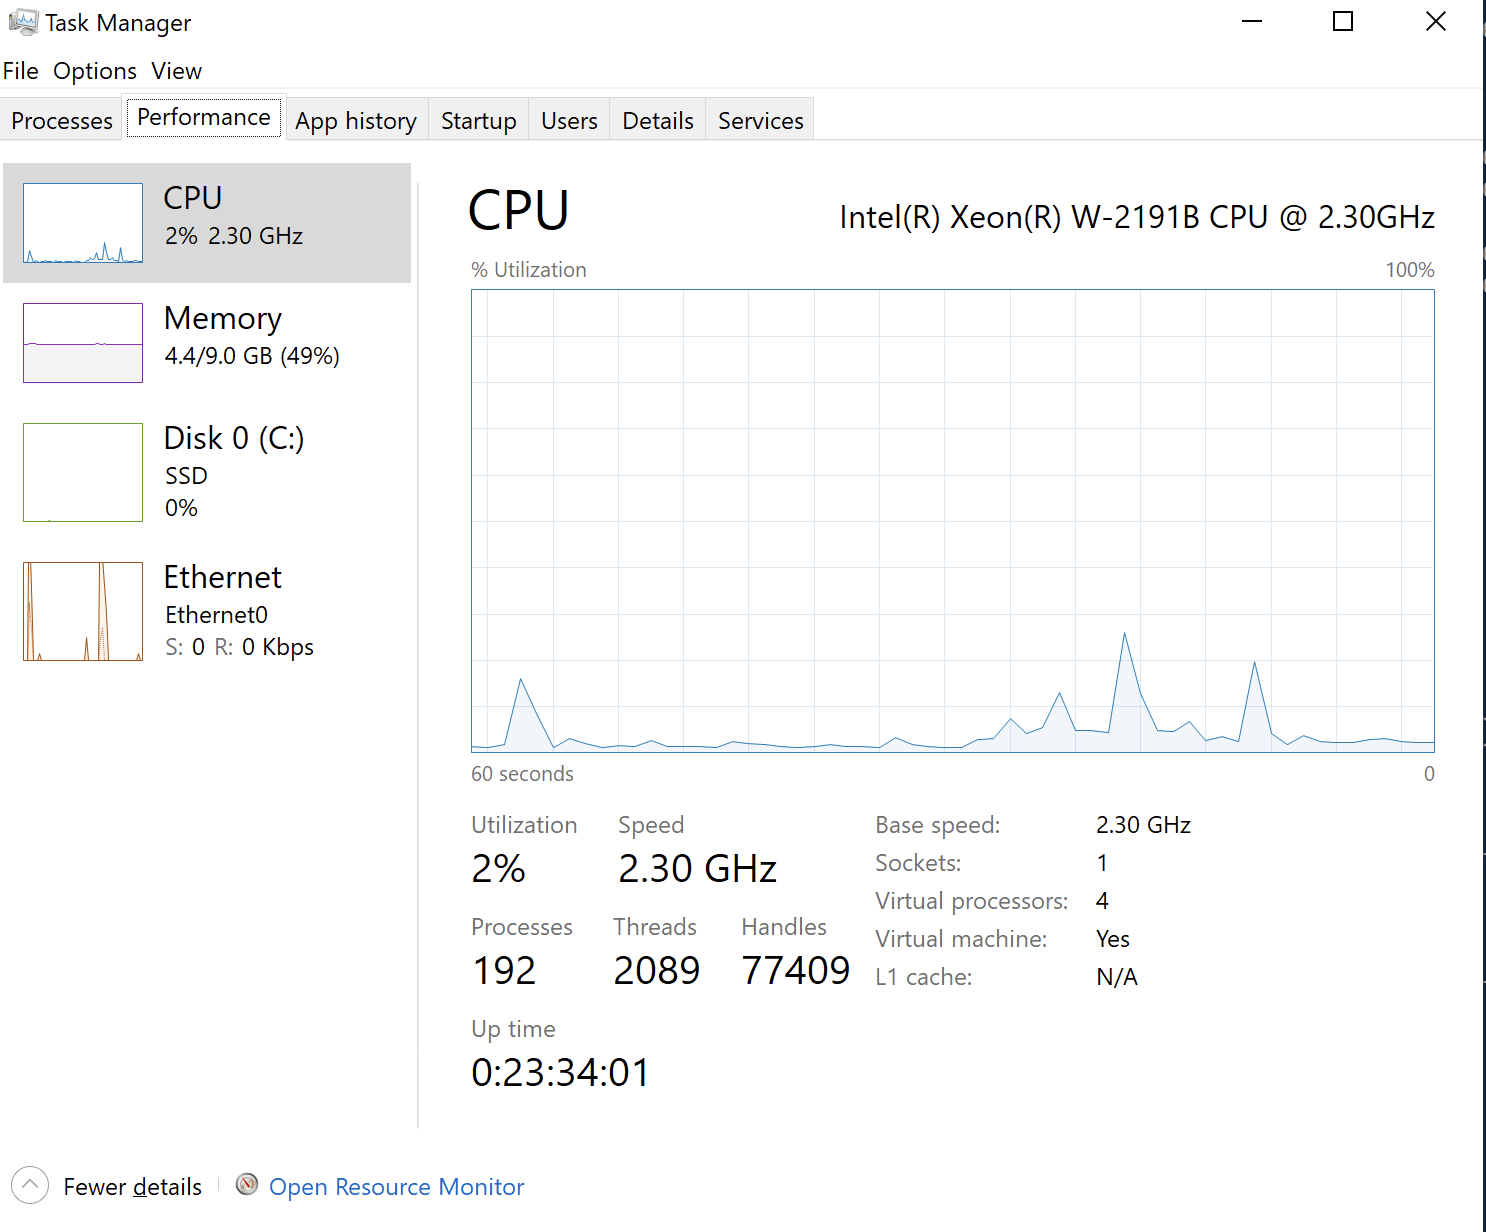 Task Manager
File Options View
Processes Performance App history Startup Users Details Services
CPU
2% 2.30 GHz
Memory
4.4/9.0 GB (49%)
Disk 0 (C:)
SSD
0%
Ethernet
Ethernet0
S: 0 R: 0 Kbps
CPU
Intel(R) Xeon(R) W-2191B CPU @ 2.30GHz
% Utilization 100%
60 seconds 0
Utilization Speed
2% 2.30 GHz
Processes Threads Handles
192 2089 77409
Up time
0:23:34:01
Base speed: 2.30 GHz
Sockets: 1
Virtual processors: 4
Virtual machine: Yes
L1 cache: N/A
Fewer details Open Resource Monitor